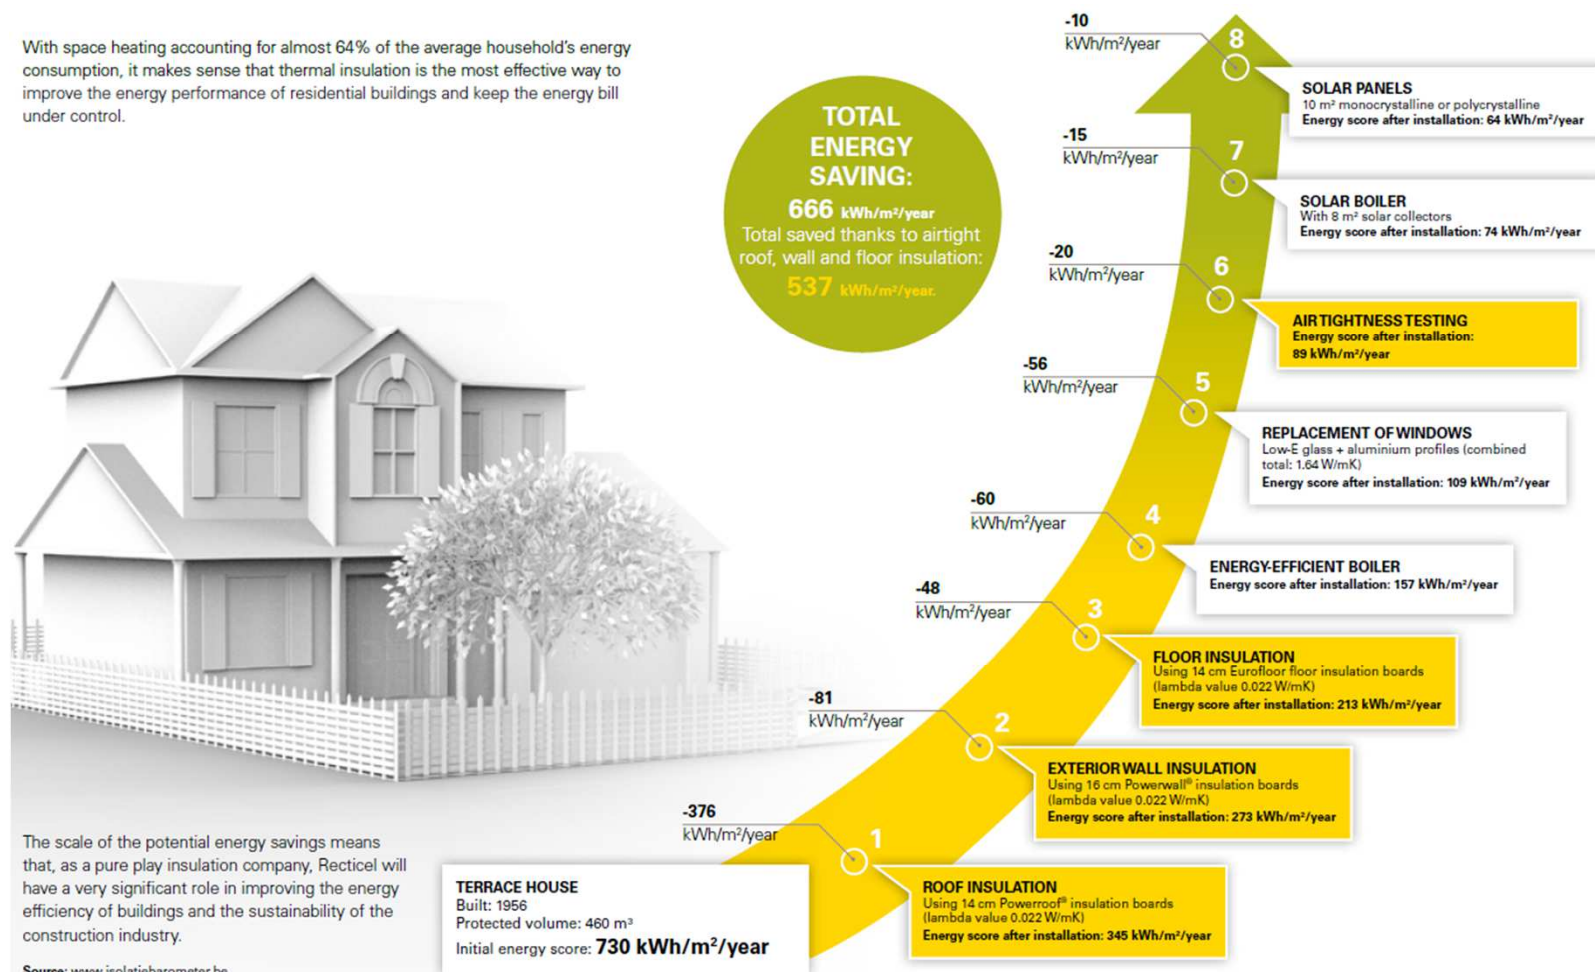 With space heating accounting for almost 64% of the average household's energy
consumption, it makes sense that thermal insulation is the most effective way to
improve the energy performance of residential buildings and keep the energy bill
under control.
TOTAL
ENERGY
SAVING:
666 kWh/m²/year
Total saved thanks to airtight
roof, wall and floor insulation:
537 kWh/m²/year.
-10
kWh/m²/year
8
SOLAR PANELS
10 m² monocrystalline or polycrystalline
Energy score after installation: 64 kWh/m²/year
-15
kWh/m²/year
7
SOLAR BOILER
With 8 m² solar collectors
Energy score after installation: 74 kWh/m²/year
-20
kWh/m²/year
6
AIRTIGHTNESS TESTING
Energy score after installation:
89 kWh/m²/year
-56
kWh/m²/year
5
REPLACEMENT OF WINDOWS
Low-E glass + aluminium profiles (combined
total: 1.64 W/mK)
Energy score after installation: 109 kWh/m²/year
-60
kWh/m²/year
4
ENERGY-EFFICIENT BOILER
Energy score after installation: 157 kWh/m²/year
-48
kWh/m²/year
3
FLOOR INSULATION
Using 14 cm Eurofloor floor insulation boards
(lambda value 0.022 W/mK)
Energy score after installation: 213 kWh/m²/year
-81
kWh/m²/year
2
EXTERIOR WALL INSULATION
Using 16 cm Powerwall® insulation boards
(lambda value 0.022 W/mK)
Energy score after installation: 273 kWh/m²/year
-376
kWh/m²/year
1
ROOF INSULATION
Using 14 cm Powerroof® insulation boards
(lambda value 0.022 W/mK)
Energy score after installation: 345 kWh/m²/year
TERRACE HOUSE
Built: 1956
Protected volume: 460 m³
Initial energy score: 730 kWh/m²/year
The scale of the potential energy savings means
that, as a pure play insulation company, Recticel will
have a very significant role in improving the energy
efficiency of buildings and the sustainability of the
construction industry.
Source: www.isolatiebarometer.be